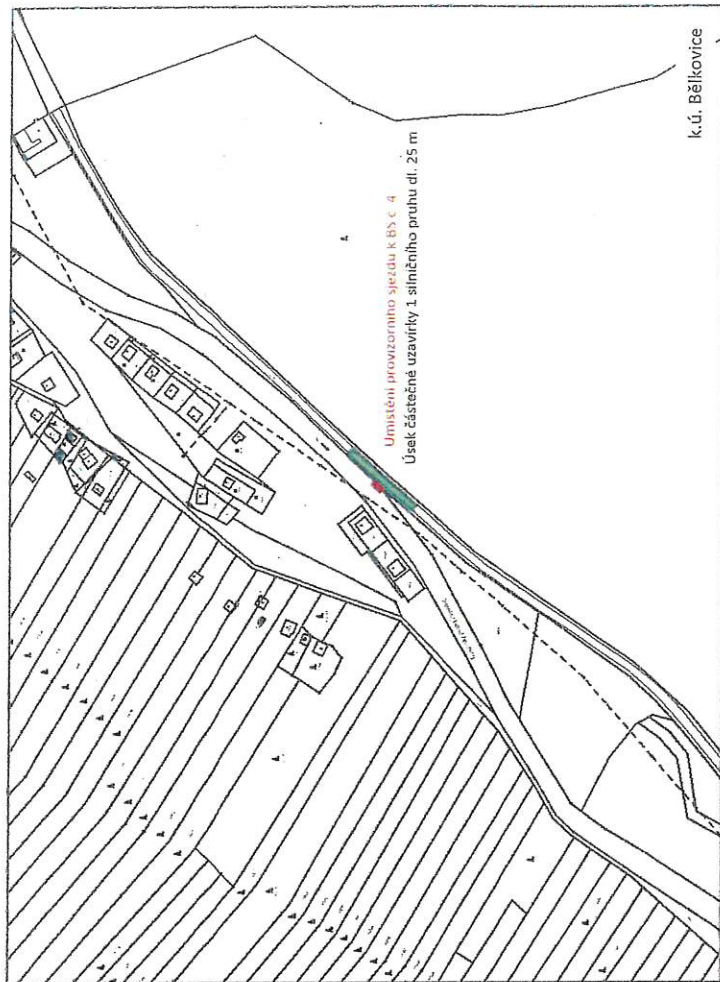 Umístění provizorního sjezdu k BS č. 4
Úsek částečné uzavírky 1 silničního pruhu dl. 25 m
k.ú. Bělkovice